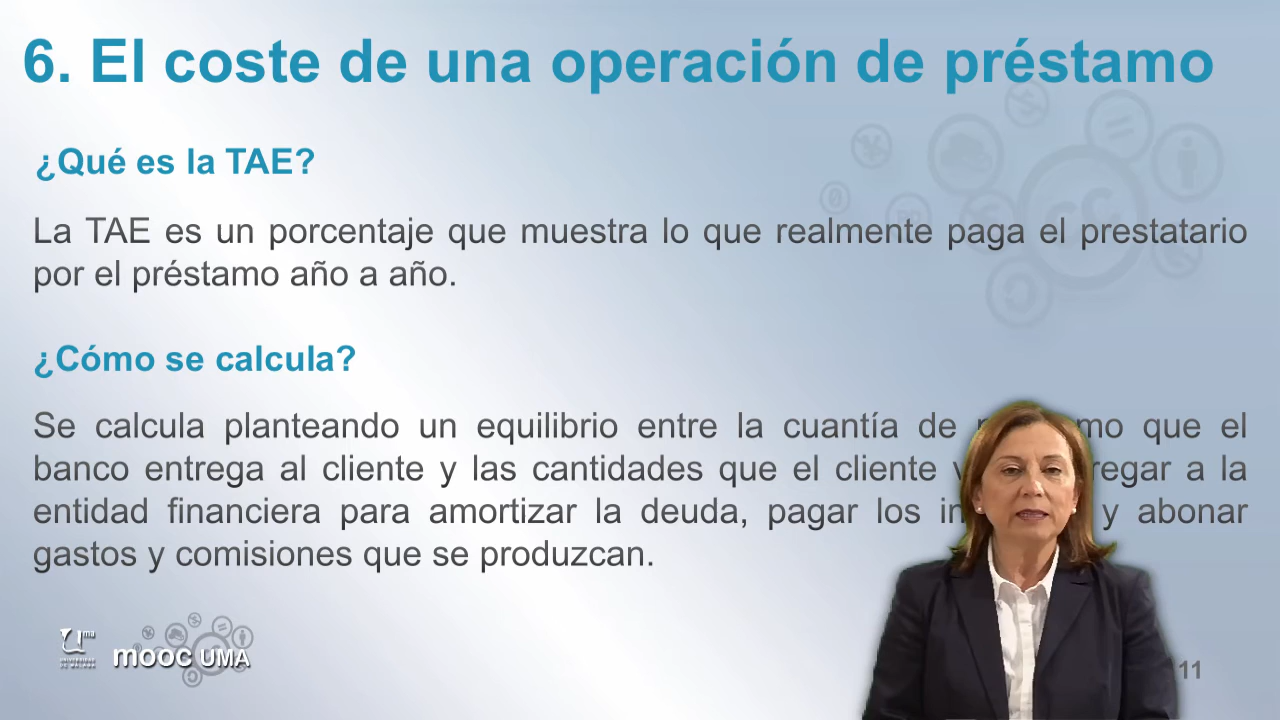 6. El coste de una operación de préstamo
¿Qué es la TAE?
La TAE es un porcentaje que muestra lo que realmente paga el prestatario
por el préstamo año a año.
¿Cómo se calcula?
Se calcula planteando un equilibrio entre la cuantía de que el
banco entrega al cliente y las cantidades que el cliente a la
entidad financiera para amortizar la deuda, pagar los y abonar
gastos y comisiones que se produzcan.
uma
mooc UMA
11